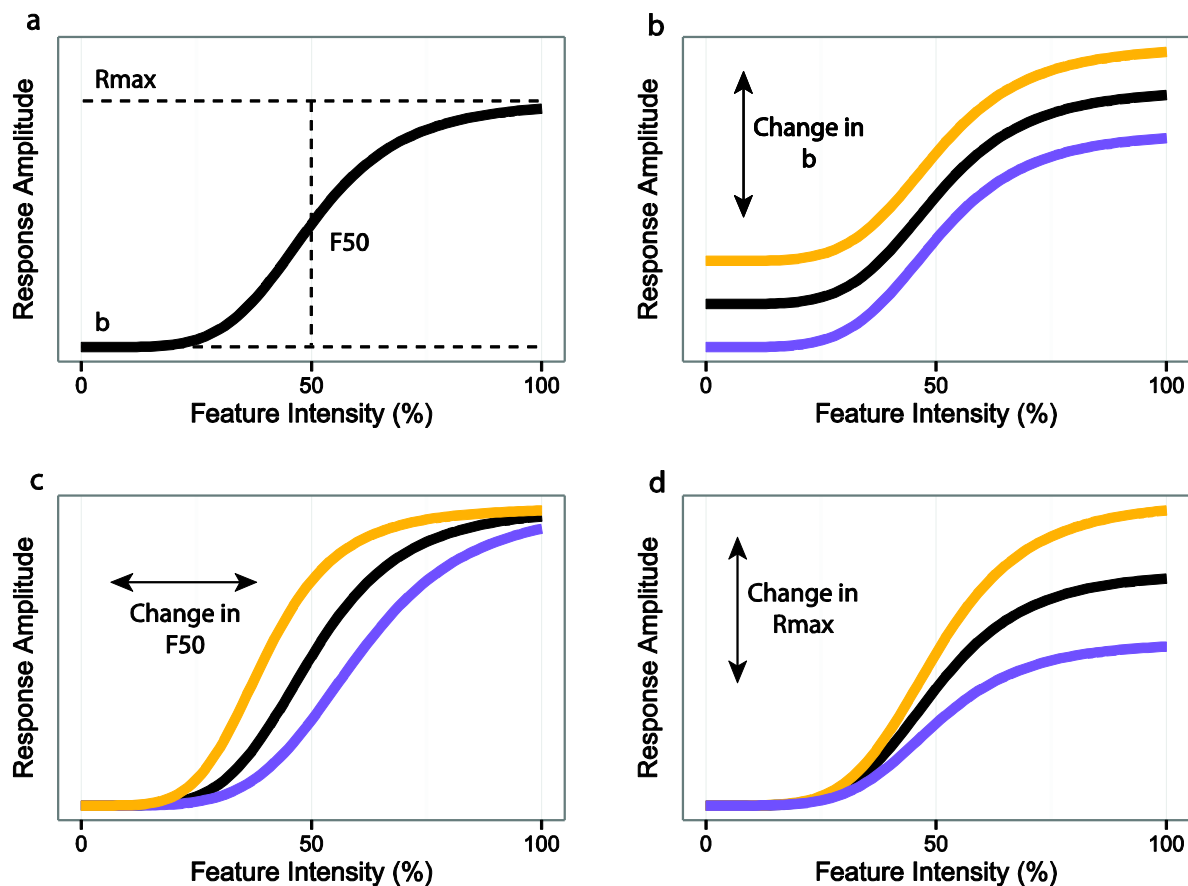 a
Response Amplitude
Rmax
F50
b
0
50
100
Feature Intensity (%)
b
Response Amplitude
Change in
b
0
50
100
Feature Intensity (%)
c
Response Amplitude
Change in
F50
0
50
100
Feature Intensity (%)
d
Response Amplitude
Change in
Rmax
0
50
100
Feature Intensity (%)